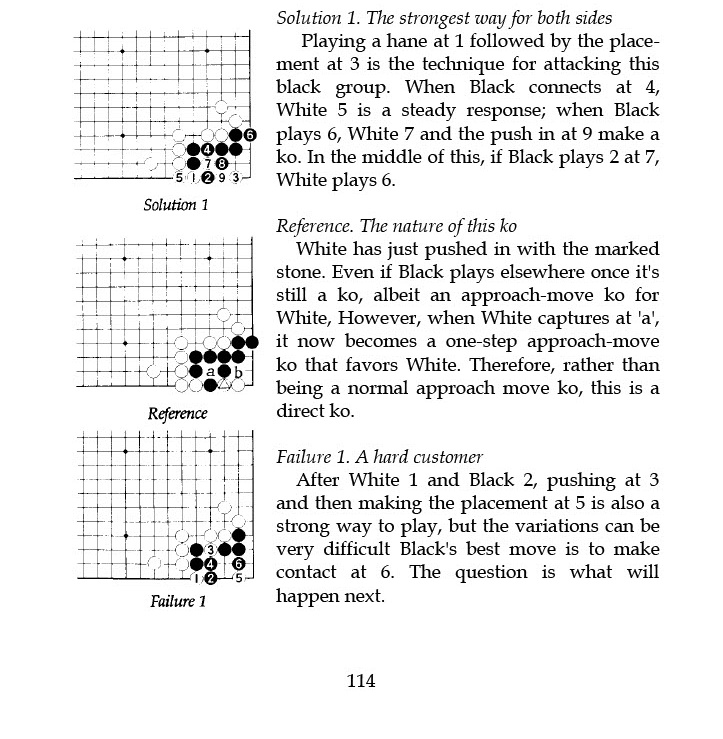 Solution 1. The strongest way for both sides
Playing a hane at 1 followed by the place-
ment at 3 is the technique for attacking this
black group. When Black connects at 4,
White 5 is a steady response; when Black
plays 6, White 7 and the push in at 9 make a
ko. In the middle of this, if Black plays 2 at 7,
White plays 6.
6
4
7 8
5 1 2 9 3
Solution 1
Reference. The nature of this ko
White has just pushed in with the marked
stone. Even if Black plays elsewhere once it's
still a ko, albeit an approach-move ko for
White, However, when White captures at 'a',
it now becomes a one-step approach-move
ko that favors White. Therefore, rather than
being a normal approach move ko, this is a
direct ko.
a b
Reference
Failure 1. A hard customer
After White 1 and Black 2, pushing at 3
and then making the placement at 5 is also a
strong way to play, but the variations can be
very difficult Black's best move is to make
contact at 6. The question is what will
happen next.
3
4 6
1 2 5
Failure 1
114